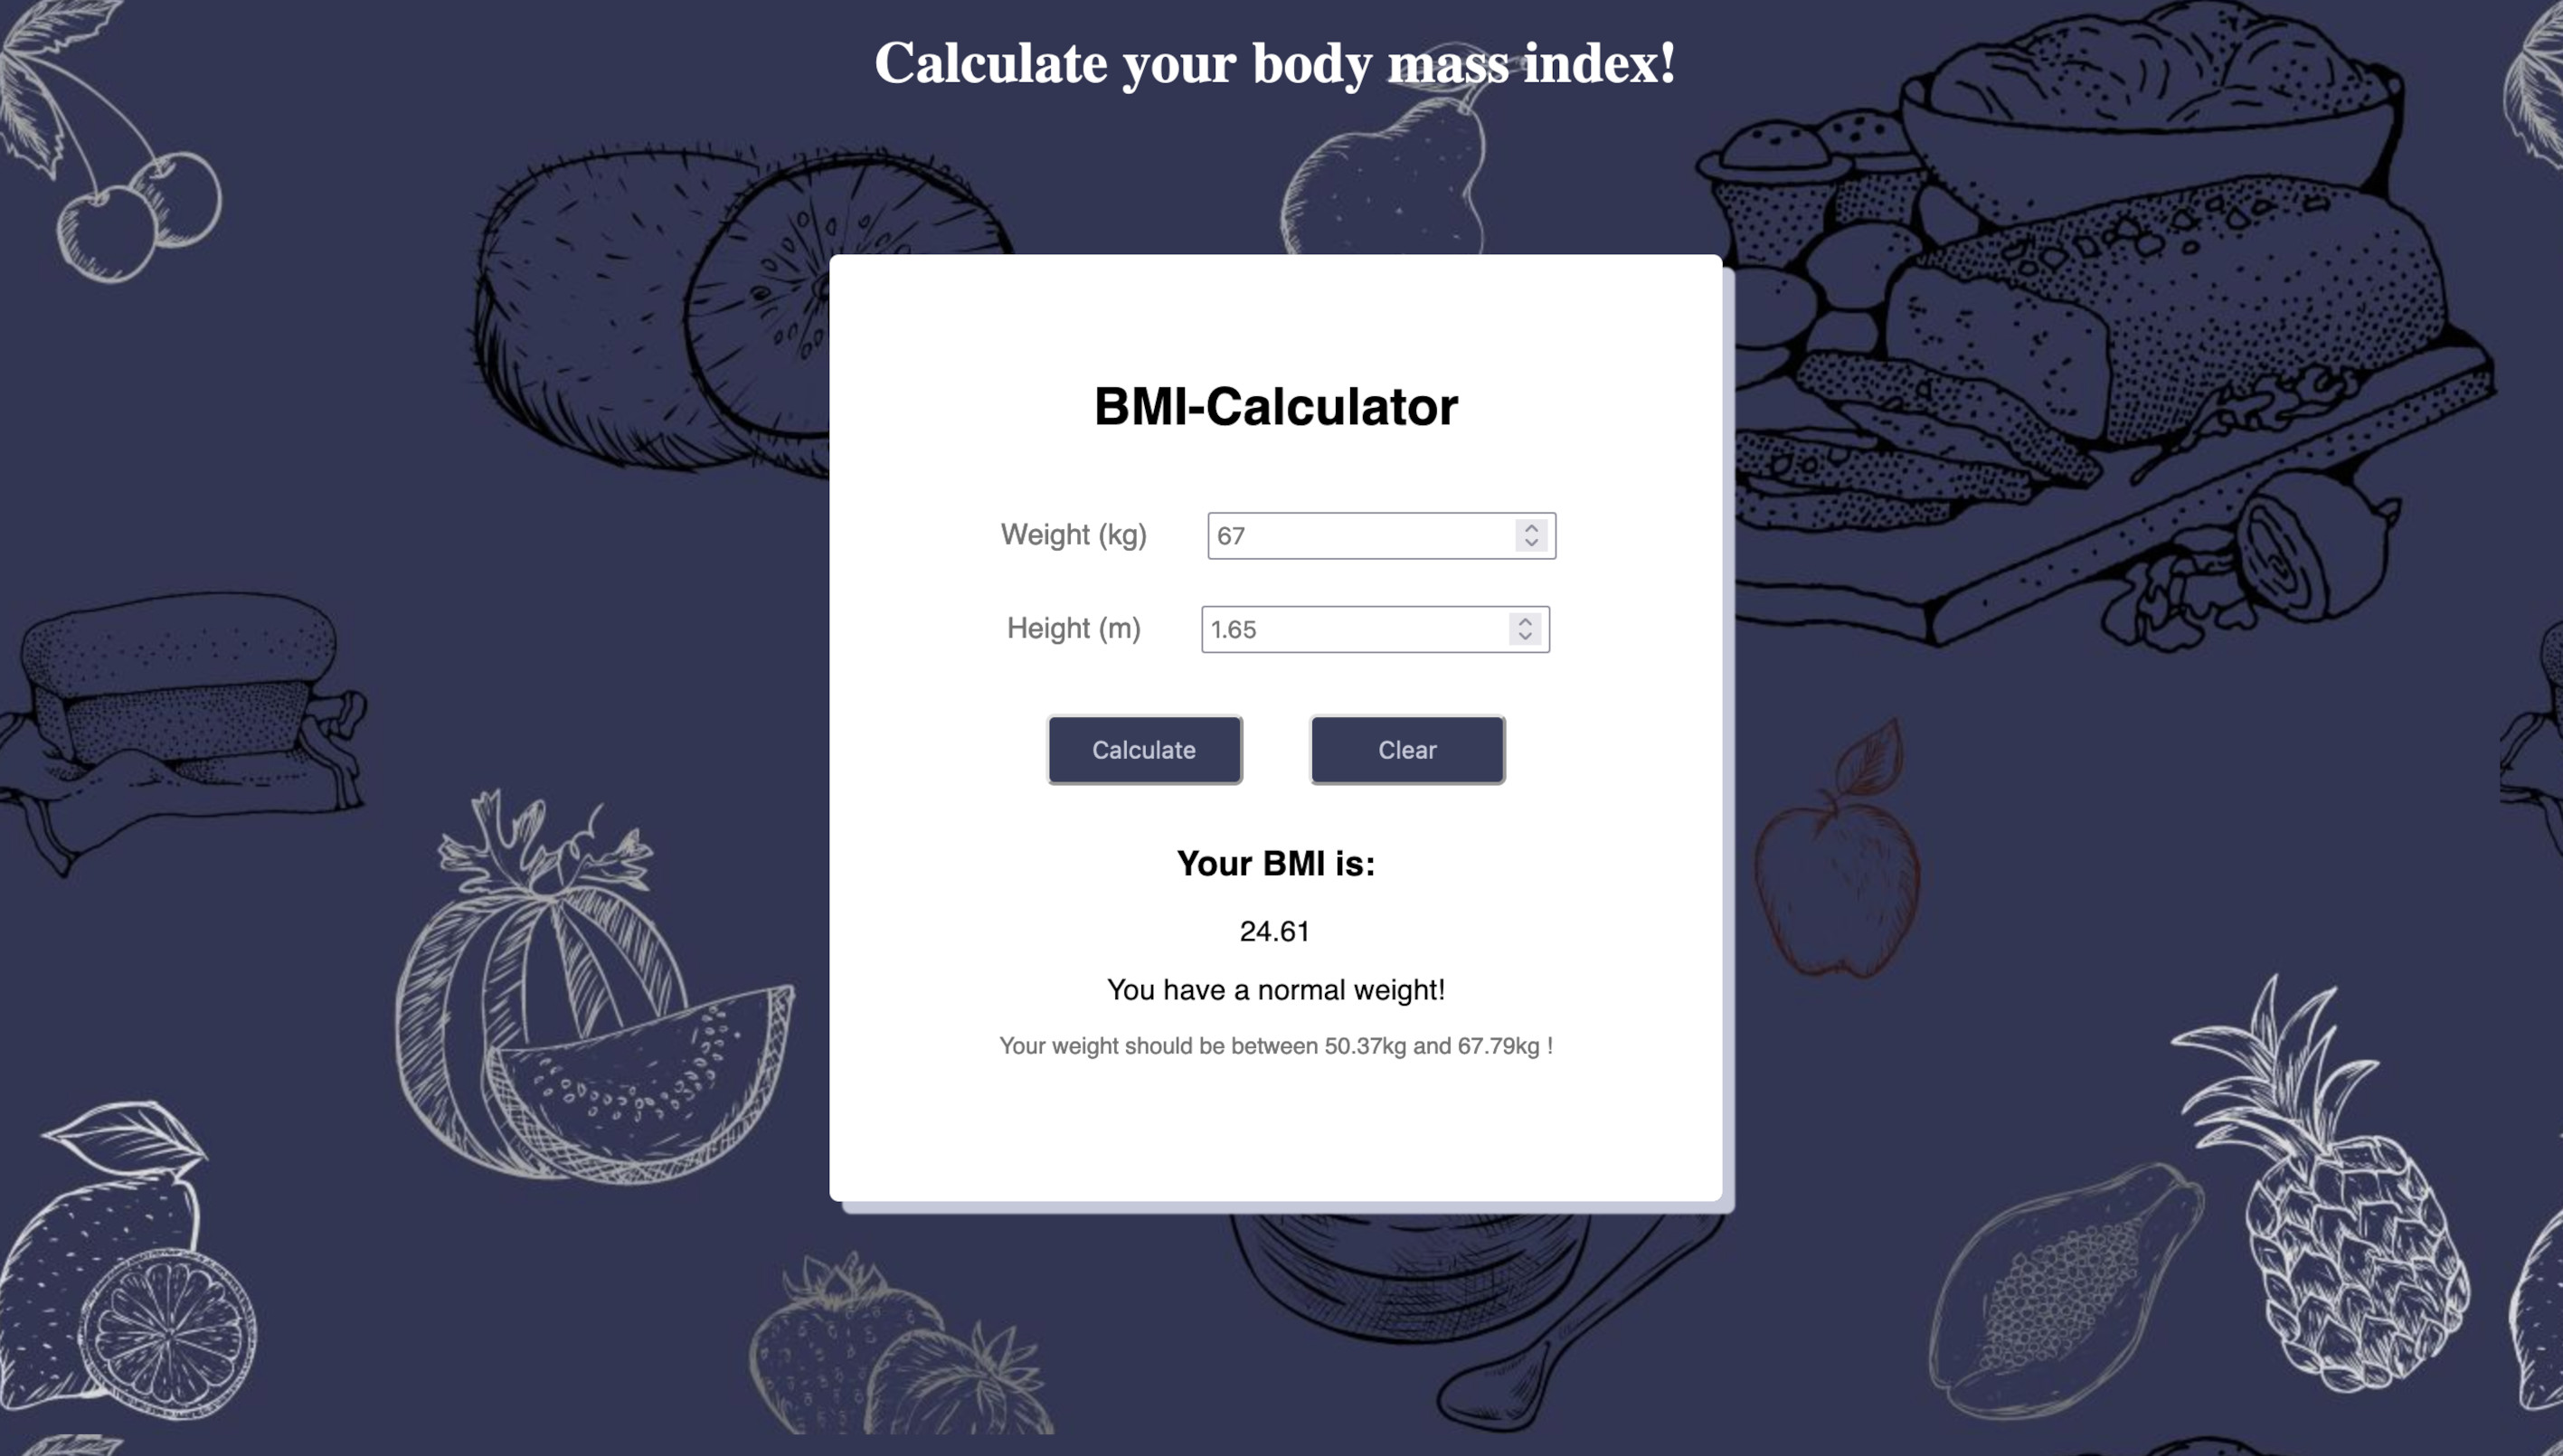 Calculate your body mass index!
BMI-Calculator
Weight (kg) 67
Height (m) 1.65
Calculate Clear
Your BMI is:
24.61
You have a normal weight!
Your weight should be between 50.37kg and 67.79kg !